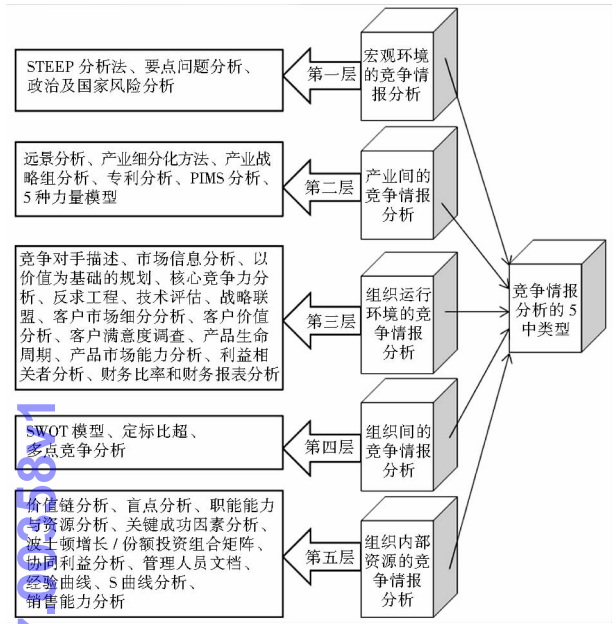 STEEP 分析法、要点问题分析、
政治及国家风险分析
第一层
宏观环境
的竞争情
报分析
远景分析、产业细分化方法、产业战
略组分析、专利分析、PIMS 分析、
5 种力量模型
第二层
产业间的
竞争情报
分析
竞争对手描述、市场信息分析、以
价值为基础的规划、核心竞争力分
析、反求工程、技术评估、战略联
盟、客户市场细分分析、客户价值
分析、客户满意度调查、产品生命
周期、产品市场能力分析、利益相
关者分析、财务比率和财务报表分析
第三层
组织运行
环境的竞
争情报
分析
竞争情报
分析的 5
中类型
SWOT 模型、定标比超、
多点竞争分析
第四层
组织间的
竞争情报
分析
价值链分析、盲点分析、职能能力
与资源分析、关键成功因素分析、
波士顿增长 / 份额投资组合矩阵、
协同利益分析、管理人员文档、
经验曲线、S 曲线分析、
销售能力分析
第五层
组织内部
资源的竞
争情报
分析
.00358v1